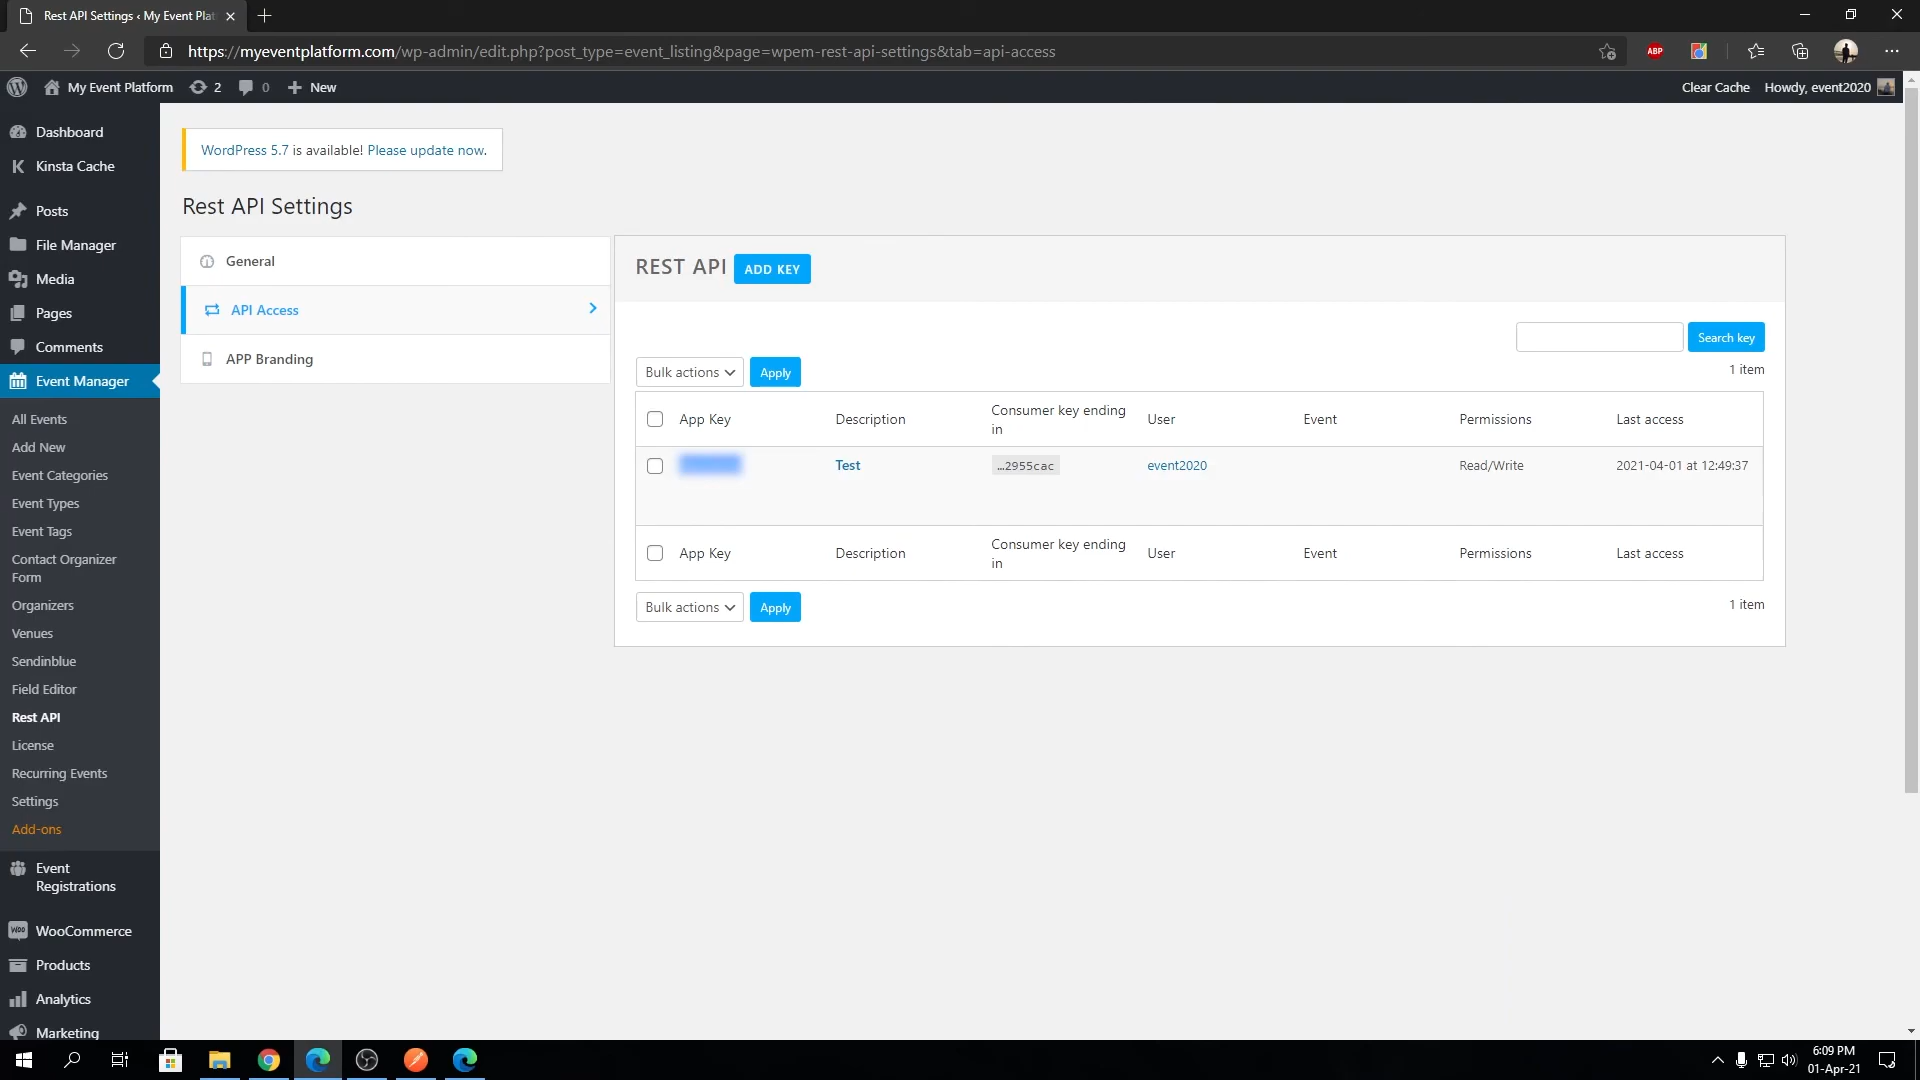 Rest API Settings ‹ My Event Plat
https://myeventplatform.com/wp-admin/edit.php?post_type=event_listing&page=wpem-rest-api-settings&tab=api-access
ABP
My Event Platform
2
0
New
Clear Cache
Howdy, event2020
Dashboard
Kinsta Cache
Posts
File Manager
Media
Pages
Comments
Event Manager
All Events
Add New
Event Categories
Event Types
Event Tags
Contact Organizer
Form
Organizers
Venues
Sendinblue
Field Editor
Rest API
License
Recurring Events
Settings
Add-ons
Event
Registrations
WooCommerce
Products
Analytics
Marketing
WordPress 5.7 is available! Please update now.
Rest API Settings
General
API Access
APP Branding
REST API
ADD KEY
Search key
Bulk actions
Apply
1 item
App Key
Description
Consumer key ending
in
User
Event
Permissions
Last access
Test
…2955cac
event2020
Read/Write
2021-04-01 at 12:49:37
App Key
Description
Consumer key ending
in
User
Event
Permissions
Last access
Bulk actions
Apply
1 item
6:09 PM
01-Apr-21